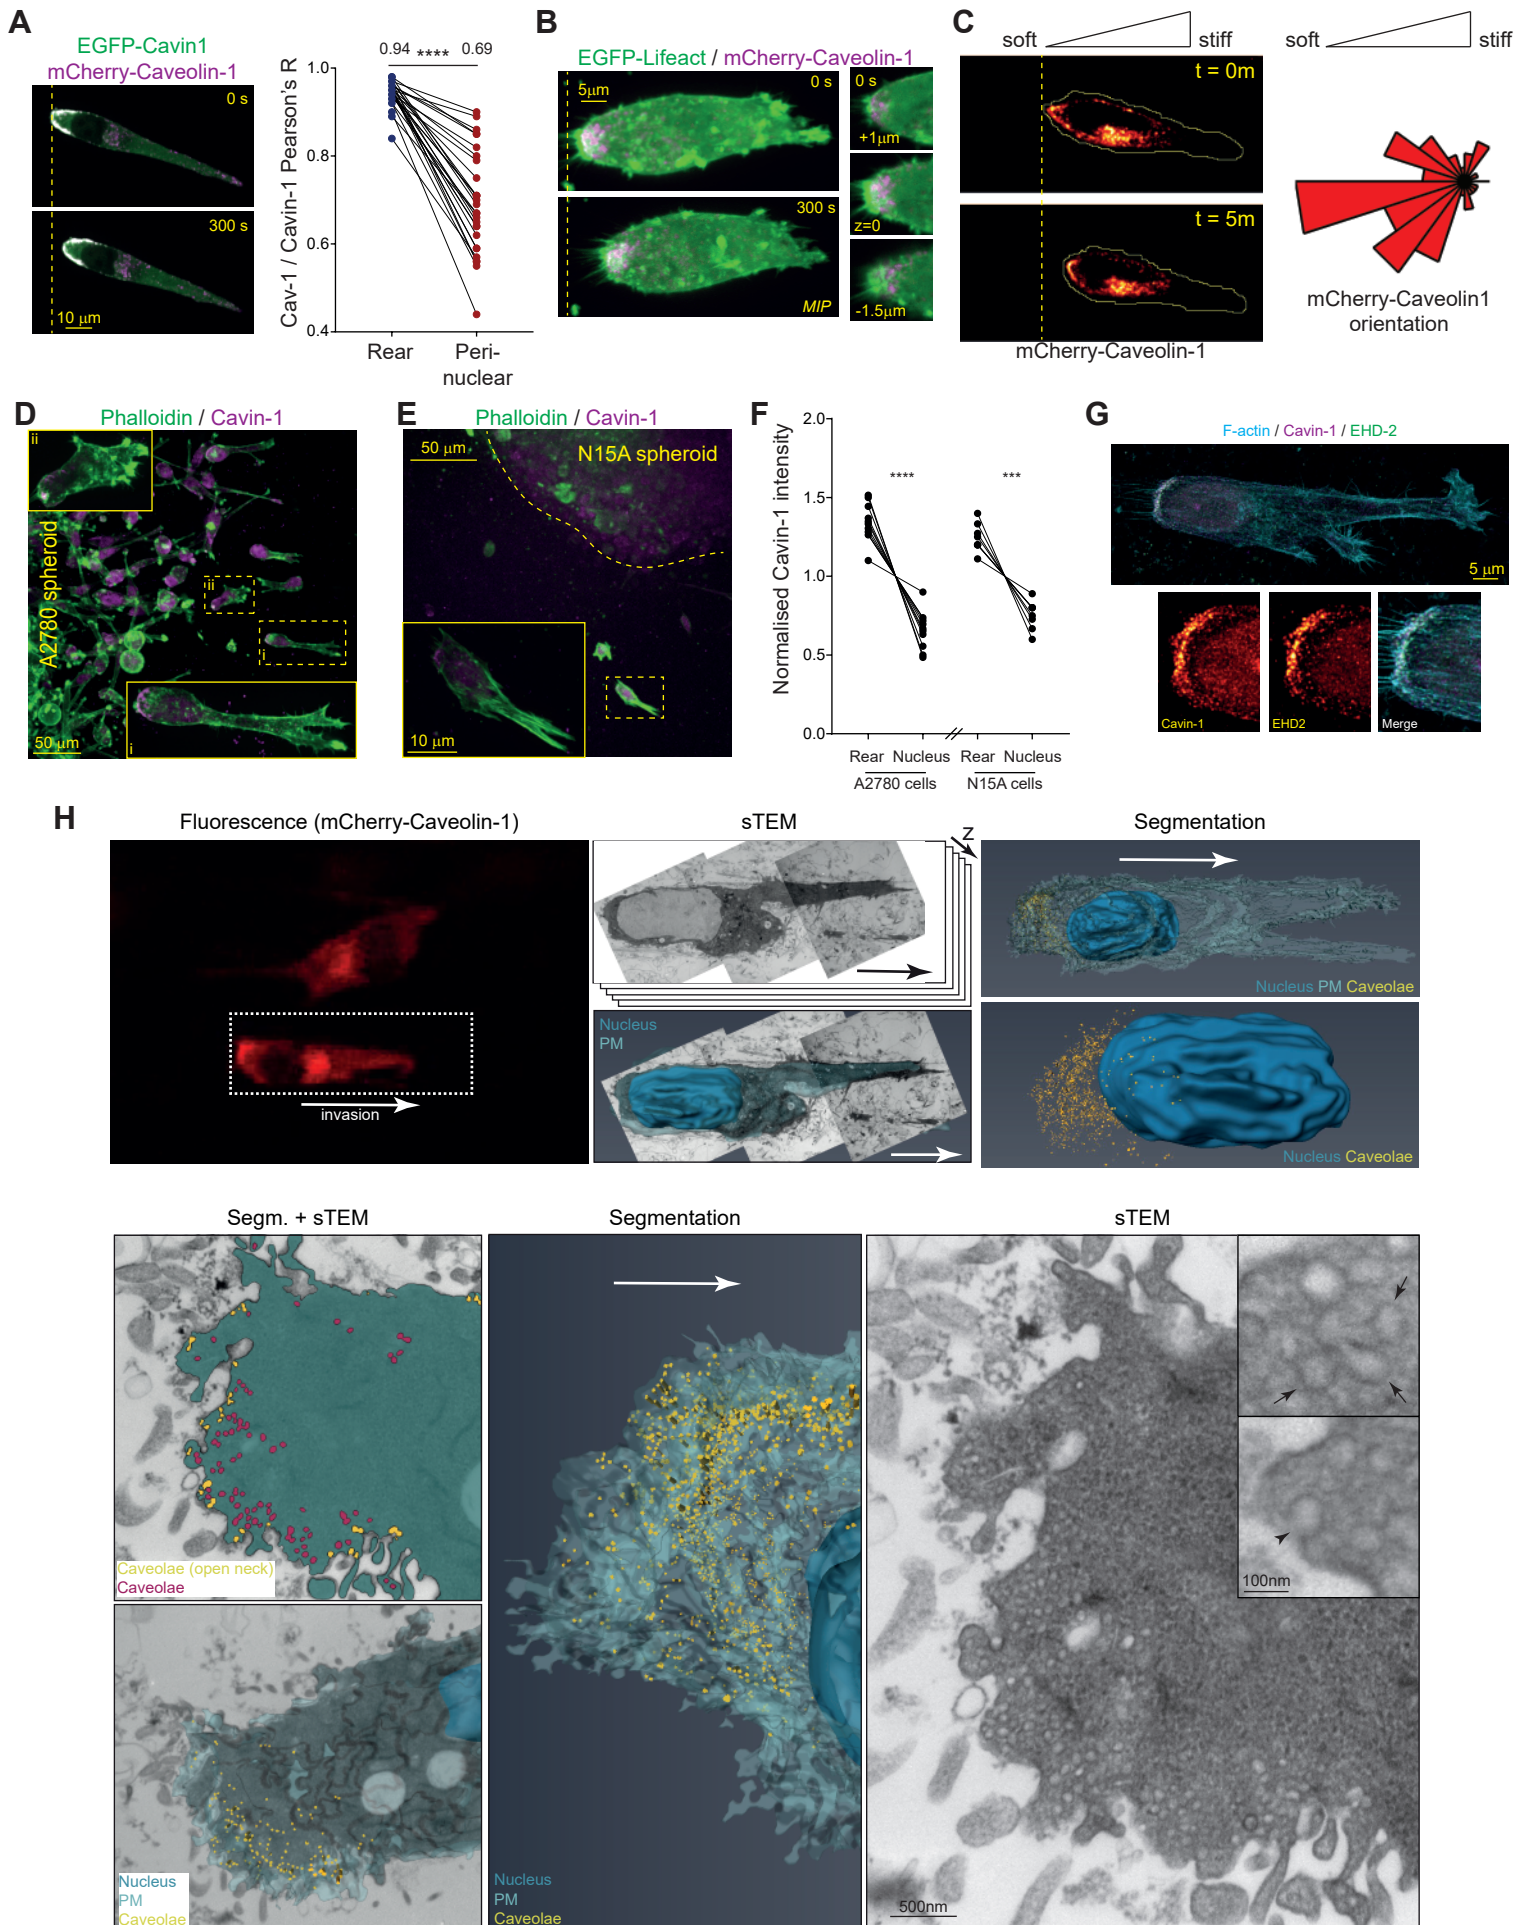 A
EGFP-Cavin1
mCherry-Caveolin-1
0 s
300 s
10 μm
0.94 **** 0.69
Cav-1 / Cavin-1 Pearson's R
1.0
0.8
0.6
0.4
Rear
Peri-
nuclear
B
EGFP-Lifeact / mCherry-Caveolin-1
5μm
0 s
300 s
MIP
0 s
+1μm
z=0
-1.5μm
C
soft
stiff
t = 0m
t = 5m
mCherry-Caveolin-1
soft
stiff
mCherry-Caveolin1
orientation
D
Phalloidin / Cavin-1
ii
A2780 spheroid
ii
i
50 μm
i
E
Phalloidin / Cavin-1
50 μm
N15A spheroid
10 μm
F
Normalised Cavin-1 intensity
2.0
1.5
1.0
0.5
0.0
****
***
Rear Nucleus Rear Nucleus
A2780 cells N15A cells
G
F-actin / Cavin-1 / EHD-2
5 μm
Cavin-1
EHD2
Merge
H
Fluorescence (mCherry-Caveolin-1)
invasion
sTEM
Z
Nucleus
PM
Segmentation
Nucleus PM Caveolae
Nucleus Caveolae
Segm. + sTEM
Caveolae (open neck)
Caveolae
Nucleus
PM
Caveolae
Segmentation
Nucleus
PM
Caveolae
sTEM
100nm
500nm